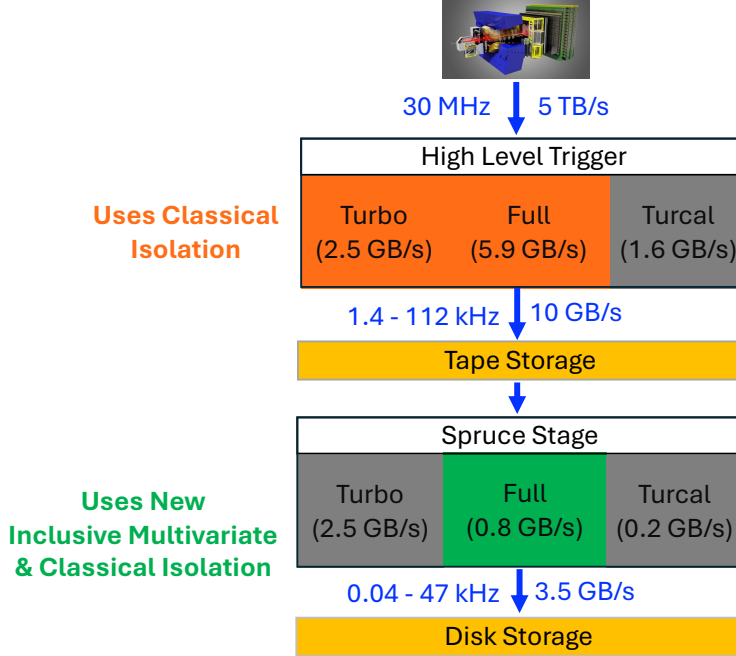 30 MHz 5 TB/s
High Level Trigger
Uses Classical
Isolation
Turbo
(2.5 GB/s)
Full
(5.9 GB/s)
Turcal
(1.6 GB/s)
1.4 - 112 kHz 10 GB/s
Tape Storage
Spruce Stage
Uses New
Inclusive Multivariate
& Classical Isolation
Turbo
(2.5 GB/s)
Full
(0.8 GB/s)
Turcal
(0.2 GB/s)
0.04 - 47 kHz 3.5 GB/s
Disk Storage